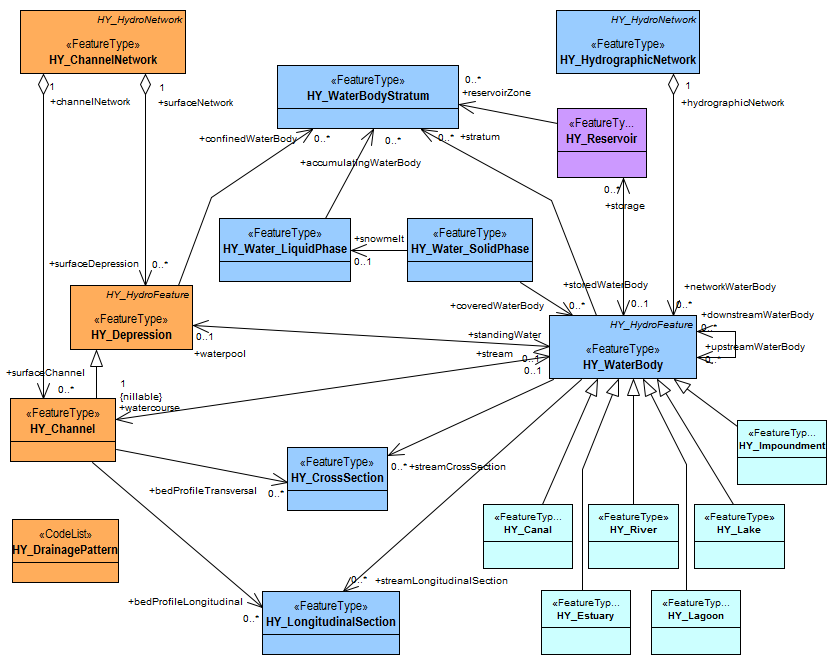 HY_HydroNetwork
«FeatureType»
HY_ChannelNetwork
HY_HydroNetwork
«FeatureType»
HY_HydrographicNetwork
1
+channelNetwork
1
+surfaceNetwork
«FeatureType»
HY_WaterBodyStratum
0..*
+reservoirZone
1
+hydrographicNetwork
«FeatureTy...
HY_Reservoir
+confinedWaterBody
0..*
0..*
0..*
+stratum
+accumulatingWaterBody
0..1
+storage
«FeatureType»
HY_Water_LiquidPhase
+snowmelt
0..1
«FeatureType»
HY_Water_SolidPhase
+surfaceDepression
0..*
+storedWaterBody
0..1
+networkWaterBody
0..*
HY_HydroFeature
«FeatureType»
HY_Depression
+coveredWaterBody
0..*
HY_HydroFeature
«FeatureType»
HY_WaterBody
+downstreamWaterBody
0..*
+upstreamWaterBody
0..*
0..1
+waterpool
+standingWater
0..1
+stream
0..1
+surfaceChannel
0..*
1
{nillable}
+watercourse
«FeatureType»
HY_Channel
«FeatureTyp...
HY_Impoundment
«FeatureType»
HY_CrossSection
0..*
+streamCrossSection
+bedProfileTransversal
0..*
«FeatureTyp...
HY_Canal
«FeatureType»
HY_River
«FeatureType»
HY_Lake
«CodeList»
HY_DrainagePattern
0..*
+streamLongitudinalSection
+bedProfileLongitudinal
0..*
«FeatureType»
HY_LongitudinalSection
«FeatureTyp...
HY_Estuary
«FeatureTyp...
HY_Lagoon